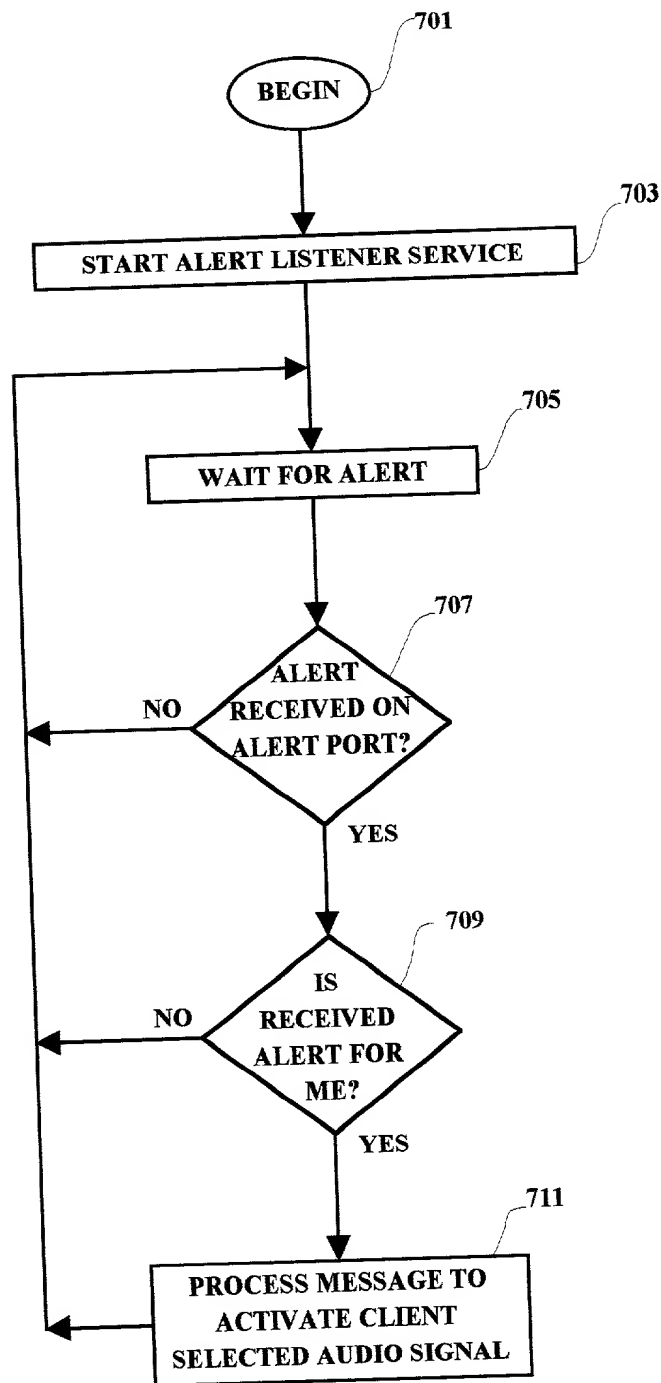 701
BEGIN
703
START ALERT LISTENER SERVICE
705
WAIT FOR ALERT
707
ALERT
RECEIVED ON
ALERT PORT?
NO
YES
709
IS
RECEIVED
ALERT FOR
ME?
NO
YES
711
PROCESS MESSAGE TO
ACTIVATE CLIENT
SELECTED AUDIO SIGNAL